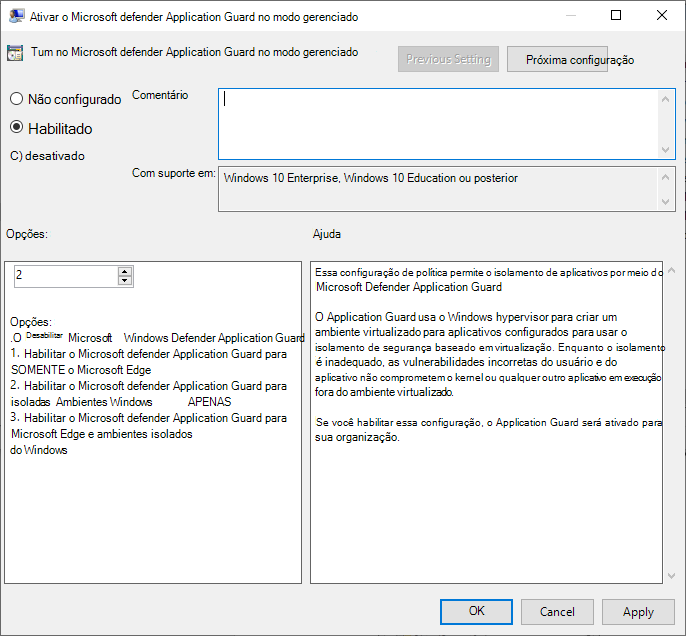 Ativar o Microsoft defender Application Guard no modo gerenciado
Tum no Microsoft defender Application Guard no modo gerenciado
Previous Setting
Próxima configuração
Não configurado
Comentário
Habilitado
C) desativado
Com suporte em:
Windows 10 Enterprise, Windows 10 Education ou posterior
Opções:
Ajuda
2
Opções:
.O Desabilitar Microsoft Windows Defender Application Guard
1. Habilitar o Microsoft defender Application Guard para
SOMENTE o Microsoft Edge
2. Habilitar o Microsoft defender Application Guard para
isoladas Ambientes Windows APENAS
3. Habilitar o Microsoft defender Application Guard para
Microsoft Edge e ambientes isolados
do Windows
Essa configuração de política permite o isolamento de aplicativos por meio do
Microsoft Defender Application Guard
O Application Guard usa o Windows hypervisor para criar um
ambiente virtualizado para aplicativos configurados para usar o
isolamento de segurança baseado em virtualização. Enquanto o isolamento
é inadequado, as vulnerabilidades incorretas do usuário e do
aplicativo não comprometem o kernel ou qualquer outro aplicativo em execução
fora do ambiente virtualizado.
Se você habilitar essa configuração, o Application Guard será ativado para
sua organização.
OK
Cancel
Apply